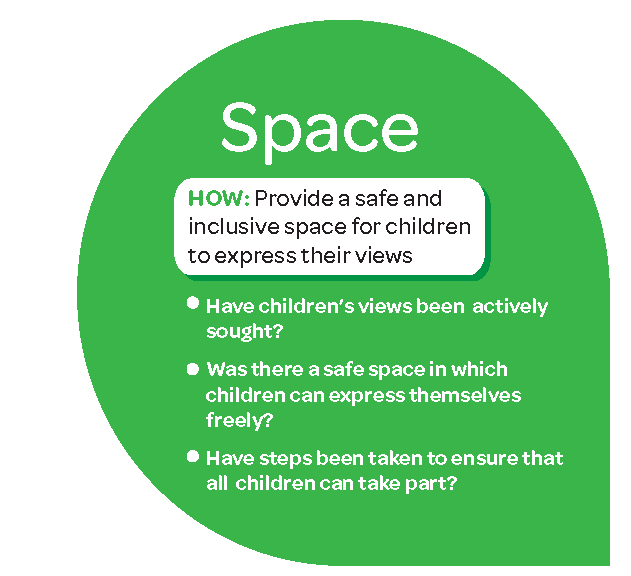 Space
HOW: Provide a safe and
inclusive space for children
to express their views
• Have children's views been actively
sought?
• Was there a safe space in which
children can express themselves
freely?
• Have steps been taken to ensure that
all children can take part?